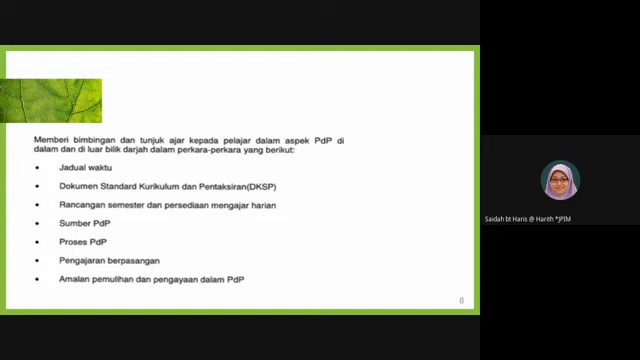 Memberi bimbingan dan tunjuk ajar kepada pelajar dalam aspek PdP di
dalam dan di luar bilik darjah dalam perkara-perkara yang berikut:
• Jadual waktu
• Dokumen Standard Kurikulum dan Pentaksiran(DKSP)
• Rancangan semester dan persediaan mengajar harian
• Sumber PdP
• Proses PdP
• Pengajaran berpasangan
• Amalan pemulihan dan pengayaan dalam PdP
8
Saidah bt Haris @ Harith *JPIM